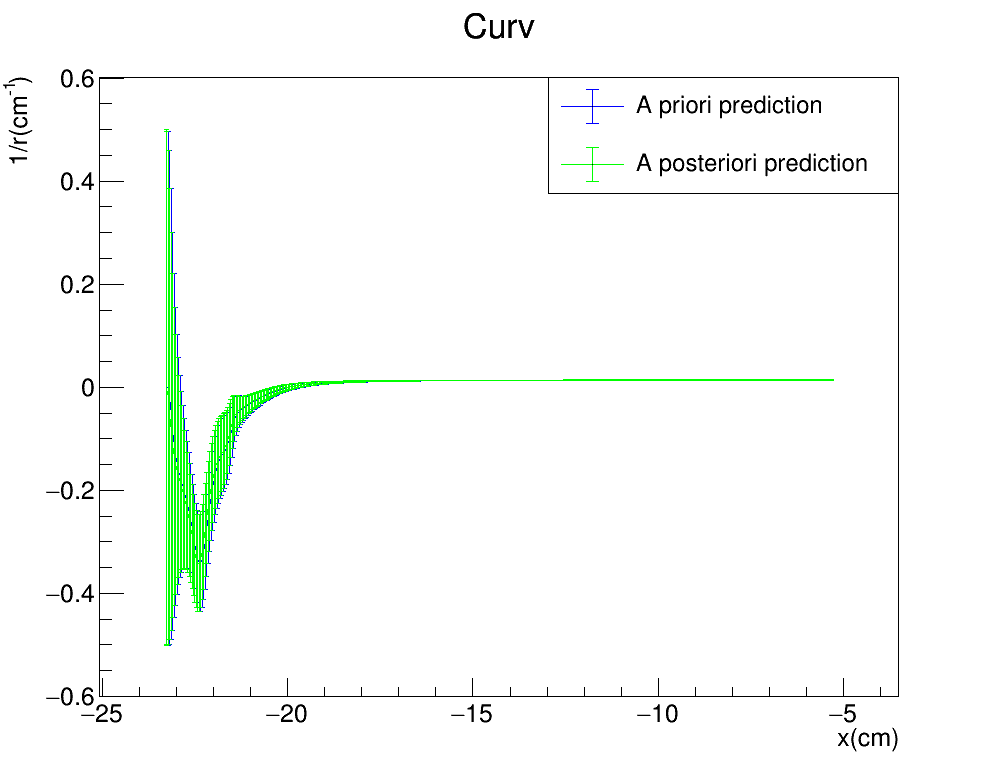 Curv
1/r(cm⁻¹)
A priori prediction
A posteriori prediction
0.6
0.4
0.2
0
−0.2
−0.4
−0.6
−25 −20 −15 −10 −5
x(cm)